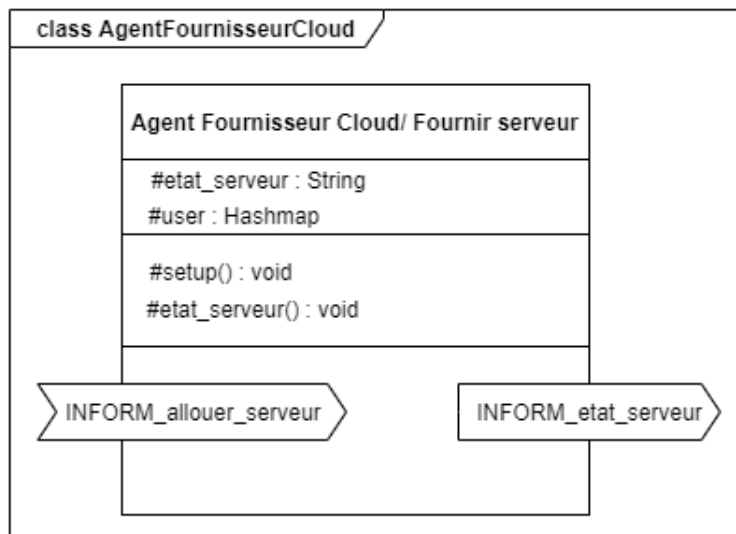 class AgentFournisseurCloud
Agent Fournisseur Cloud/ Fournir serveur
#etat_serveur : String
#user : Hashmap
#setup() : void
#etat_serveur() : void
INFORM_allouer_serveur
INFORM_etat_serveur